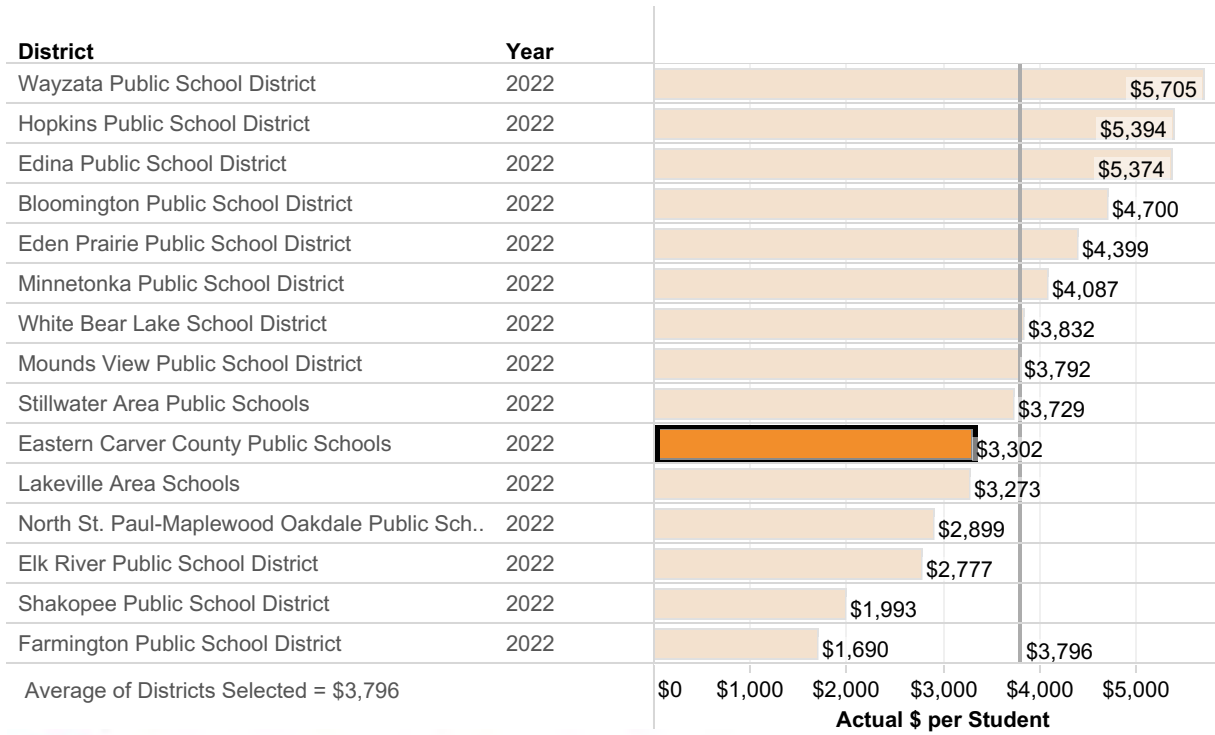 District Year
Wayzata Public School District 2022 $5,705
Hopkins Public School District 2022 $5,394
Edina Public School District 2022 $5,374
Bloomington Public School District 2022 $4,700
Eden Prairie Public School District 2022 $4,399
Minnetonka Public School District 2022 $4,087
White Bear Lake School District 2022 $3,832
Mounds View Public School District 2022 $3,792
Stillwater Area Public Schools 2022 $3,729
Eastern Carver County Public Schools 2022 $3,302
Lakeville Area Schools 2022 $3,273
North St. Paul-Maplewood Oakdale Public Sch.. 2022 $2,899
Elk River Public School District 2022 $2,777
Shakopee Public School District 2022 $1,993
Farmington Public School District 2022 $1,690 $3,796
Average of Districts Selected = $3,796 $0 $1,000 $2,000 $3,000 $4,000 $5,000
Actual $ per Student